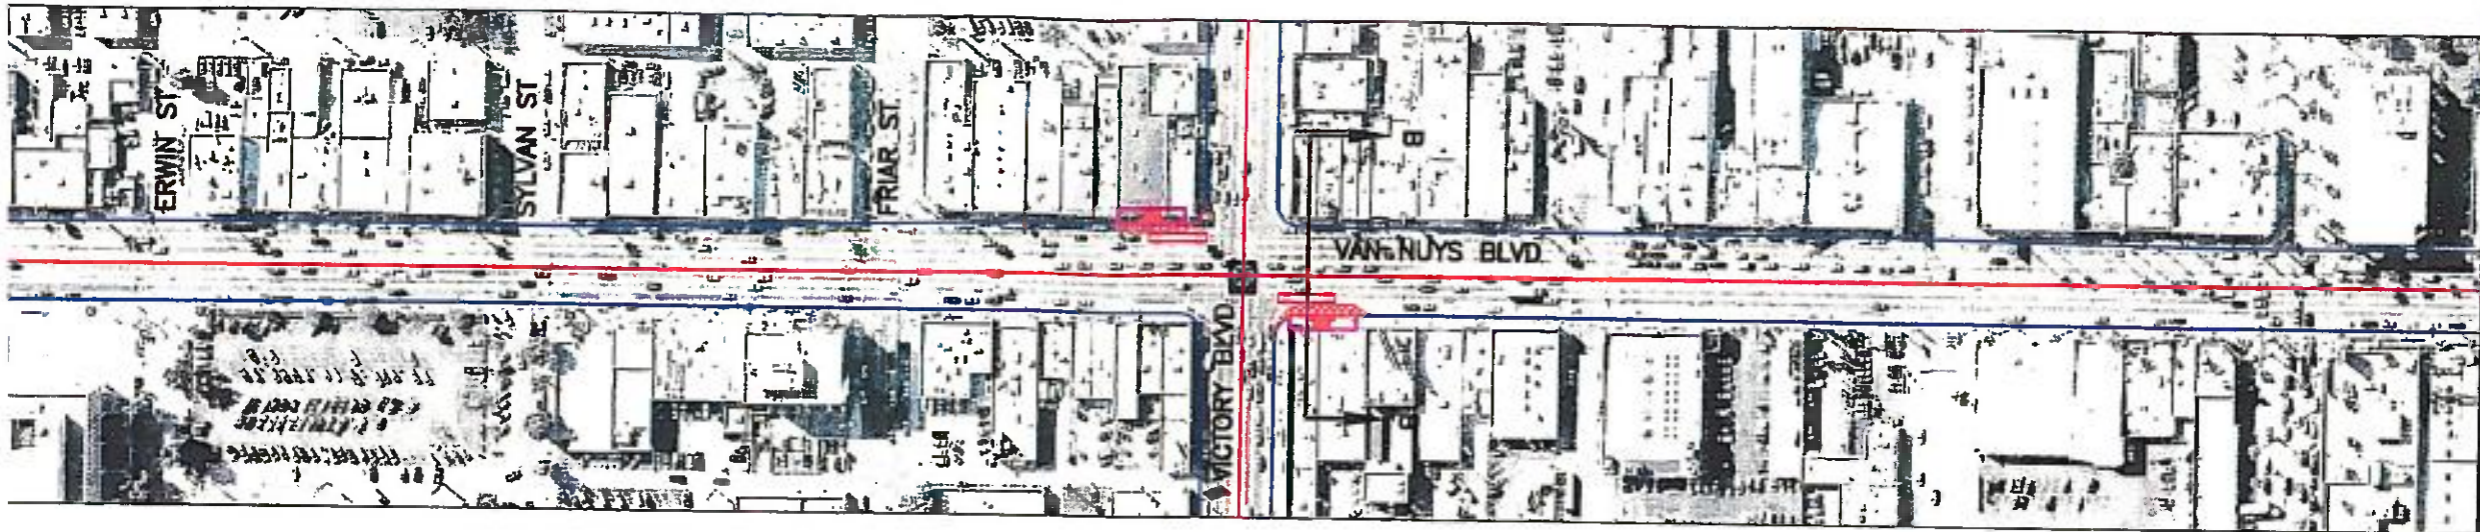 ERWIN ST.
SYLVAN ST
FRIAR ST.
B
VAN NUYS BLVD.
VICTORY BLVD.
B